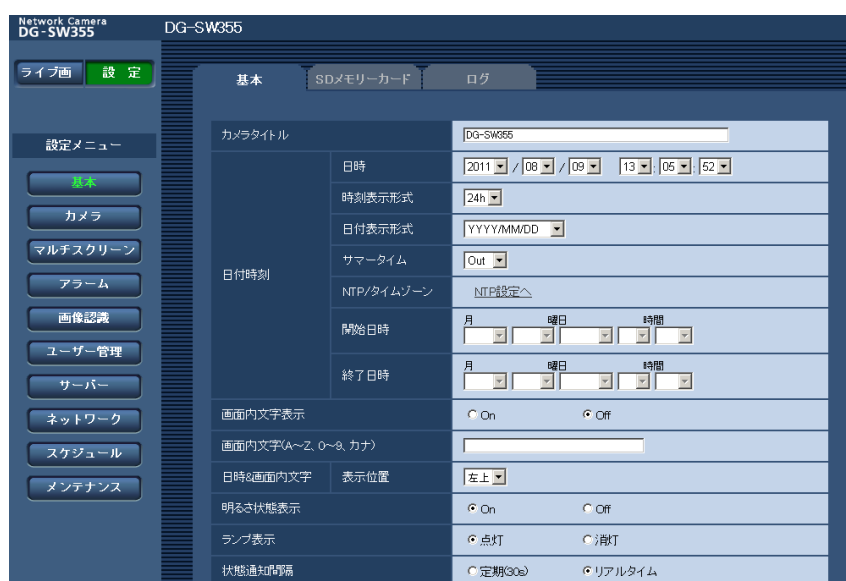 Network Camera
DG-SW355
DG-SW355
ライブ画 設 定
基本 SDメモリーカード ログ
設定メニュー
基本
カメラ
マルチスクリーン
アラーム
画像認識
ユーザー管理
サーバー
ネットワーク
スケジュール
メンテナンス
カメラタイトル DG-SW355
日付時刻
日時 2011 / 08 / 09 13 : 05 : 52
時刻表示形式 24h
日付表示形式 YYYY/MM/DD
サマータイム Out
NTP/タイムゾーン NTP設定へ
開始日時 月 曜日 時間
終了日時 月 曜日 時間
画面内文字表示 On Off
画面内文字(A~Z、0~9、カナ)
日時&画面内文字 表示位置 左上
明るさ状態表示 On Off
ランプ表示 点灯 消灯
状態通知間隔 定期(30s) リアルタイム